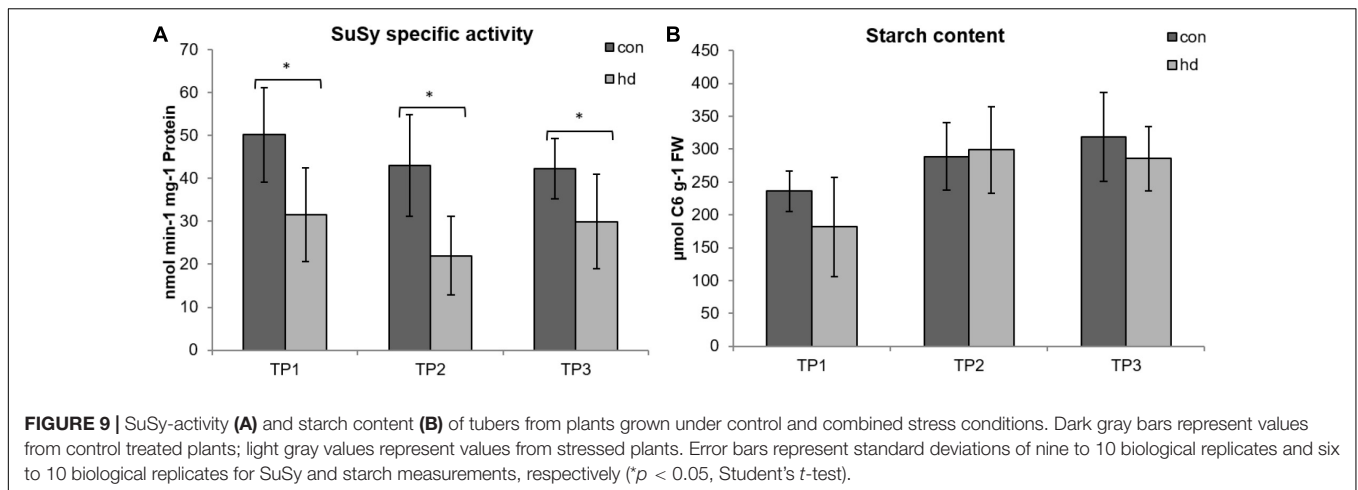 A
SuSy specific activity
con
hd
nmol min-1 mg-1 Protein
70
60
50
40
30
20
10
0
*
*
*
TP1 TP2 TP3
B
Starch content
con
hd
µmol C6 g-1 FW
450
400
350
300
250
200
150
100
50
0
TP1 TP2 TP3
FIGURE 9 | SuSy-activity (A) and starch content (B) of tubers from plants grown under control and combined stress conditions. Dark gray bars represent values
from control treated plants; light gray values represent values from stressed plants. Error bars represent standard deviations of nine to 10 biological replicates and six
to 10 biological replicates for SuSy and starch measurements, respectively (*p < 0.05, Student's t-test).